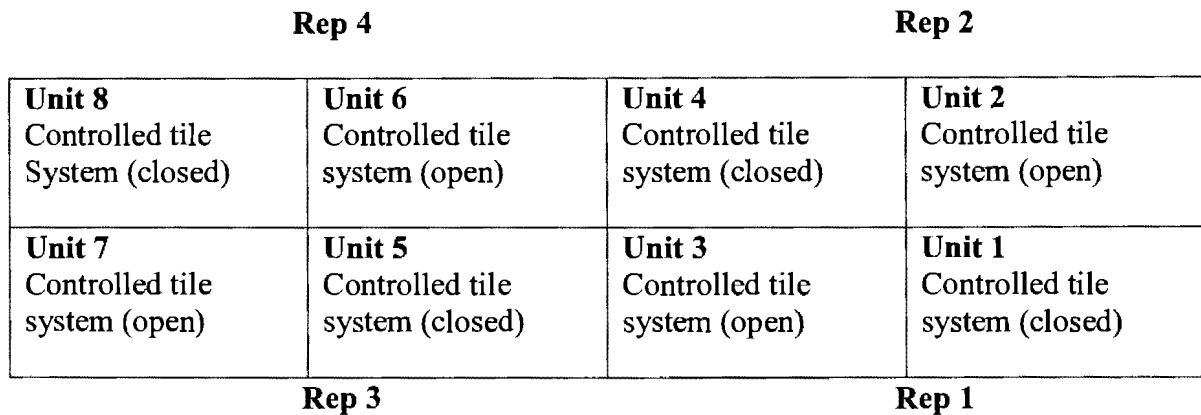 Rep 4
Rep 2
Unit 8
Controlled tile
System (closed)
Unit 6
Controlled tile
system (open)
Unit 4
Controlled tile
system (closed)
Unit 2
Controlled tile
system (open)
Unit 7
Controlled tile
system (open)
Unit 5
Controlled tile
system (closed)
Unit 3
Controlled tile
system (open)
Unit 1
Controlled tile
system (closed)
Rep 3
Rep 1